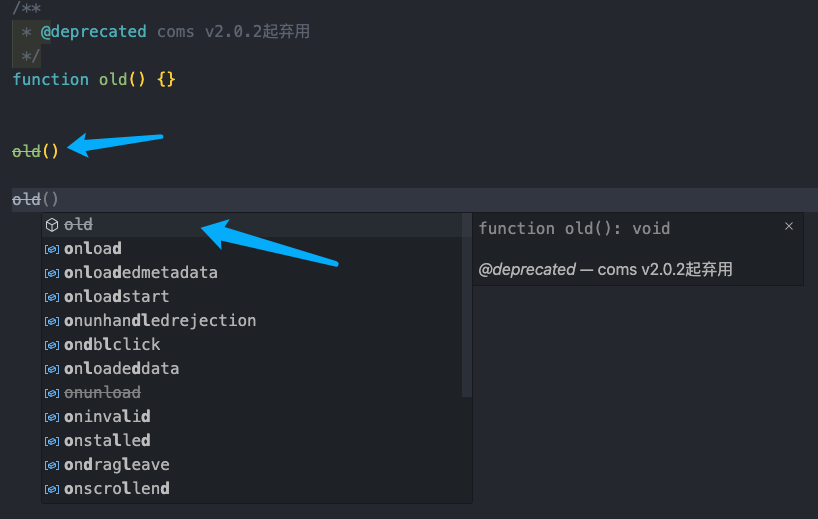 /**
 * @deprecated coms v2.0.2起弃用
 */
function old() {}
old()
old()
old
onload
onloadedmetadata
onloadstart
onunhandledrejection
ondblclick
onloadeddata
onunload
oninvalid
onstalled
ondragleave
onscrollend
function old(): void
×
@deprecated — coms v2.0.2起弃用